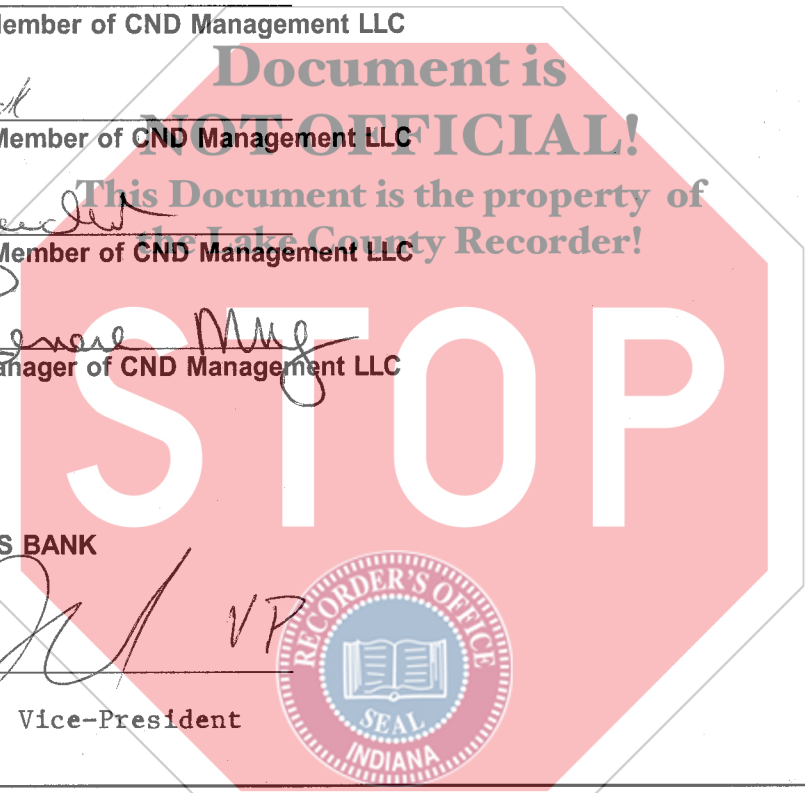 Member of CND Management LLC
Document is
NOT OFFICIAL!
Member of CND Management LLC
This Document is the property of
the Lake County Recorder!
Member of CND Management LLC
anager of CND Management LLC
STOP
S BANK
VP
RECORDER'S OFFICE
SEAL
INDIANA
Vice-President